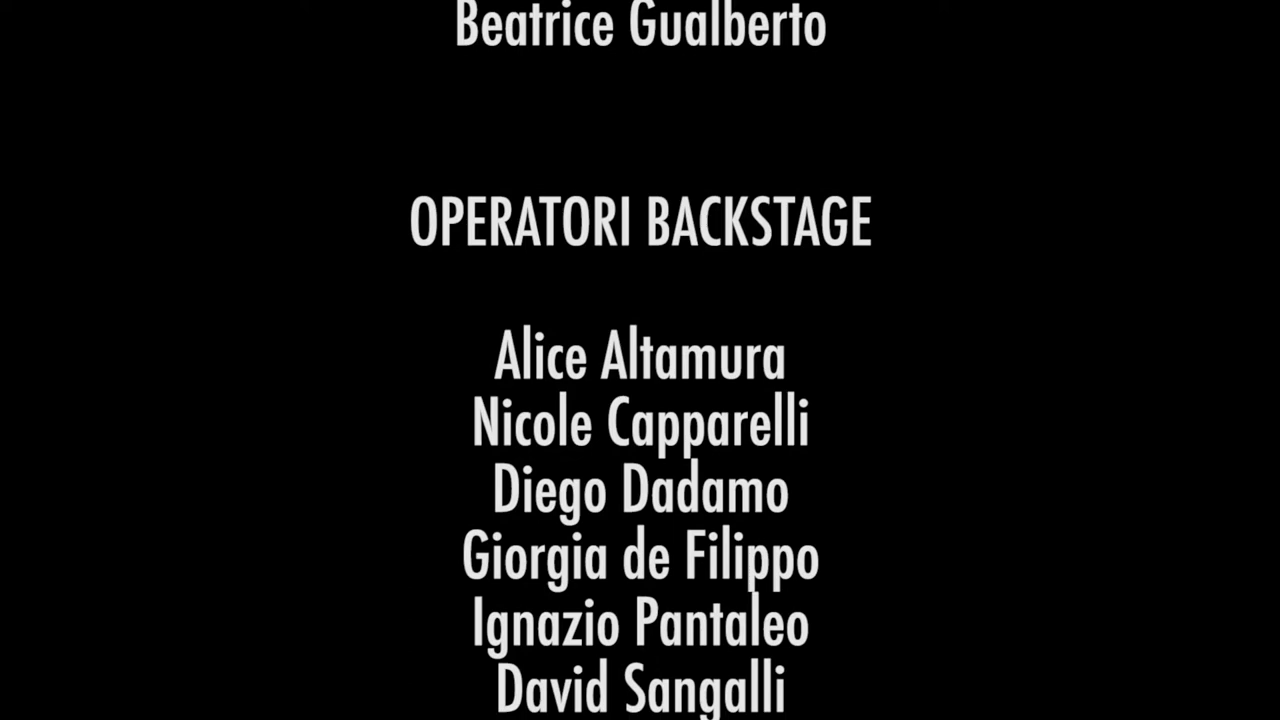 Beatrice Gualberto
OPERATORI BACKSTAGE
Alice Altamura
Nicole Capparelli
Diego Dadamo
Giorgia de Filippo
Ignazio Pantaleo
David Sangalli